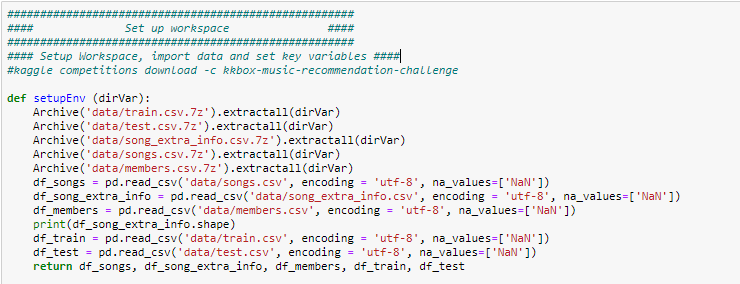 #####################################################
####              Set up workspace               ####
#####################################################
#### Setup Workspace, import data and set key variables ####
#kaggle competitions download -c kkbox-music-recommendation-challenge

def setupEnv (dirVar):
    Archive('data/train.csv.7z').extractall(dirVar)
    Archive('data/test.csv.7z').extractall(dirVar)
    Archive('data/song_extra_info.csv.7z').extractall(dirVar)
    Archive('data/songs.csv.7z').extractall(dirVar)
    Archive('data/members.csv.7z').extractall(dirVar)
    df_songs = pd.read_csv('data/songs.csv', encoding = 'utf-8', na_values=['NaN'])
    df_song_extra_info = pd.read_csv('data/song_extra_info.csv', encoding = 'utf-8', na_values=['NaN'])
    df_members = pd.read_csv('data/members.csv', encoding = 'utf-8', na_values=['NaN'])
    print(df_song_extra_info.shape)
    df_train = pd.read_csv('data/train.csv', encoding = 'utf-8', na_values=['NaN'])
    df_test = pd.read_csv('data/test.csv', encoding = 'utf-8', na_values=['NaN'])
    return df_songs, df_song_extra_info, df_members, df_train, df_test